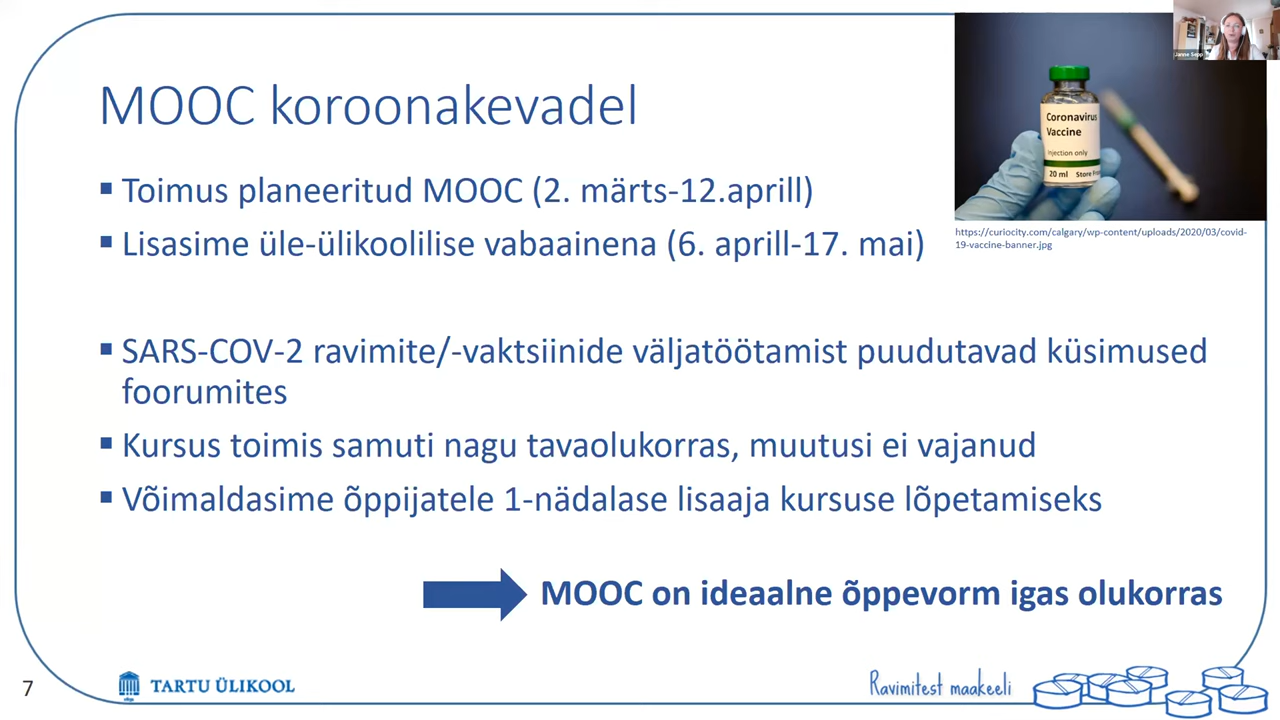 MOOC koroonakevadel
Toimus planeeritud MOOC (2. märts-12.aprill)
Lisasime üle-ülikoolilise vabaainena (6. aprill-17. mai)
SARS-COV-2 ravimite/-vaktsiinide väljatöötamist puudutavad küsimused
foorumites
Kursus toimis samuti nagu tavaolukorras, muutusi ei vajanud
Võimaldasime õppijatele 1-nädalase lisaaja kursuse lõpetamiseks
MOOC on ideaalne õppevorm igas olukorras
Coronavirus
Vaccine
Injection only
20 ml
https://curiocity.com/calgary/wp-content/uploads/2020/03/covid-
19-vaccine-banner.jpg
Janne Sepp
7
TARTU ÜLIKOOL
Ravimitest maakeeli